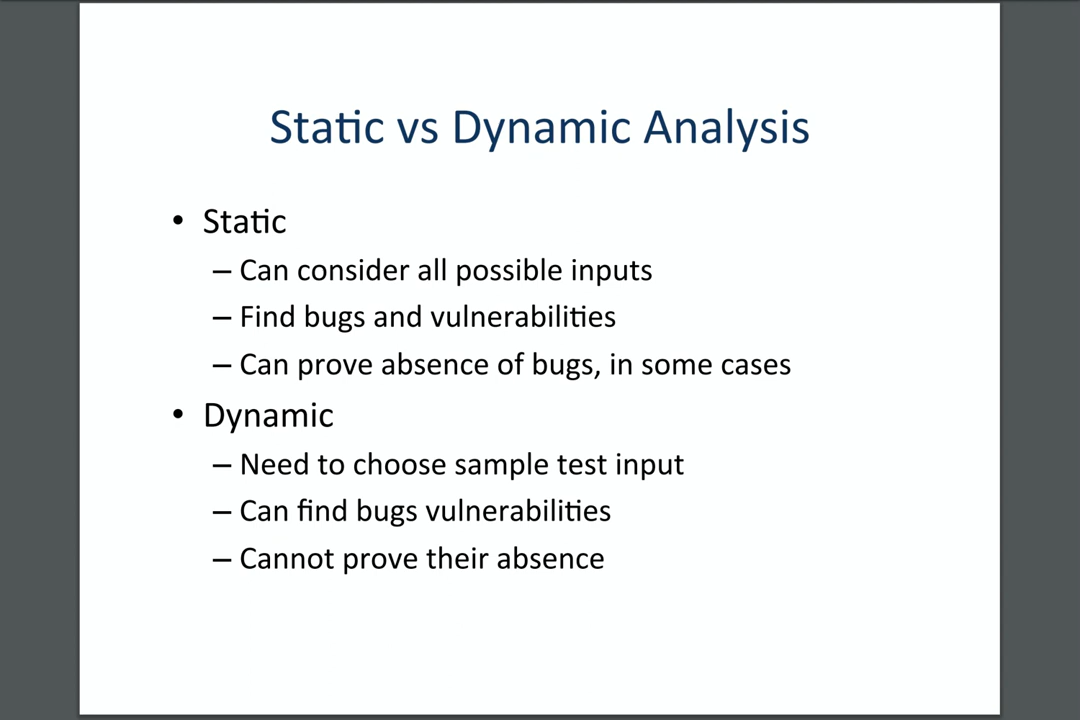 Static vs Dynamic Analysis
• Static
– Can consider all possible inputs
– Find bugs and vulnerabilities
– Can prove absence of bugs, in some cases
• Dynamic
– Need to choose sample test input
– Can find bugs vulnerabilities
– Cannot prove their absence